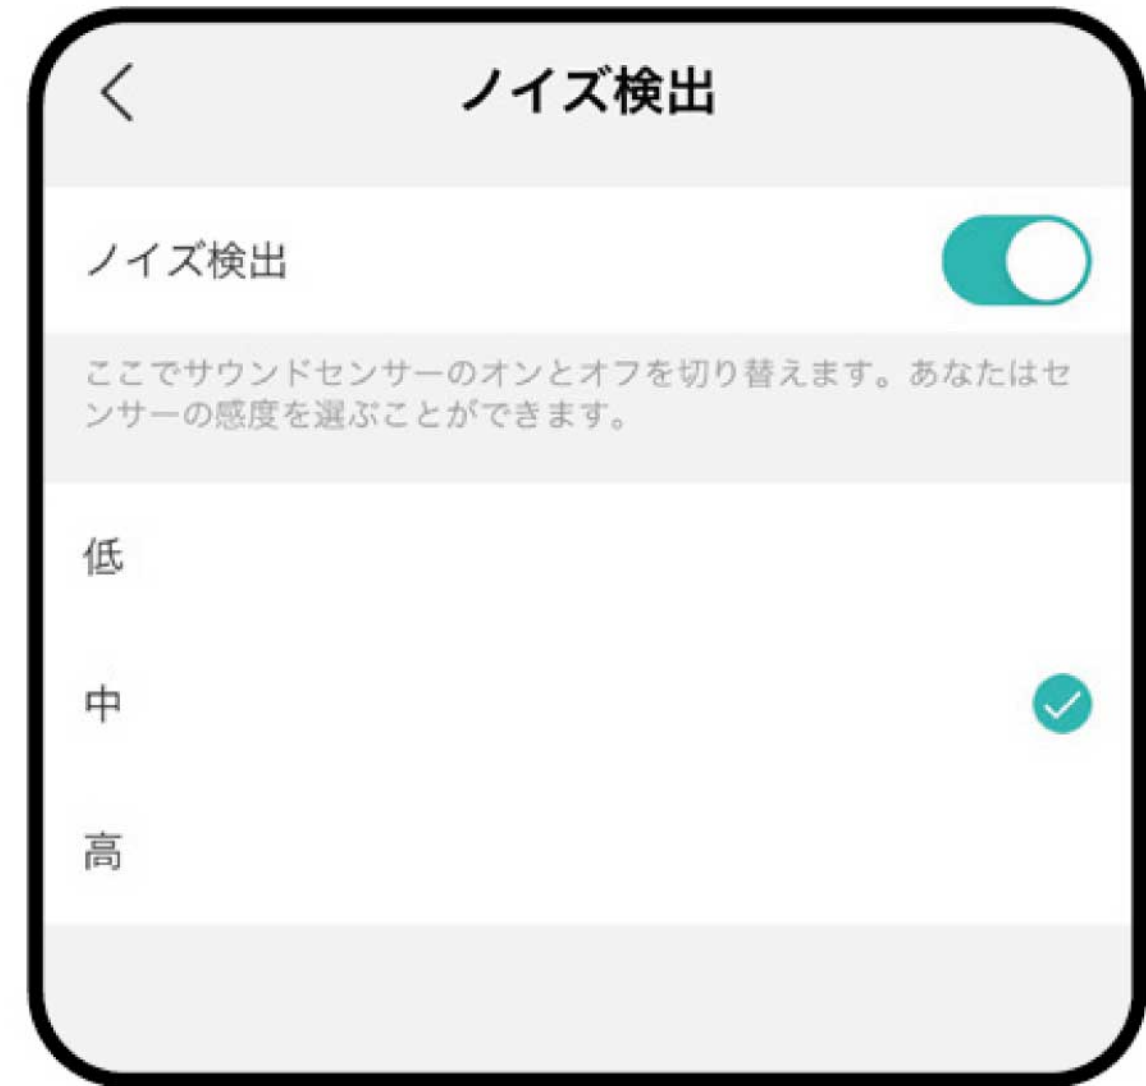 ノイズ検出
ノイズ検出
ここでサウンドセンサーのオンとオフを切り替えます。あなたはセ
ンサーの感度を選ぶことができます。
低
中
高